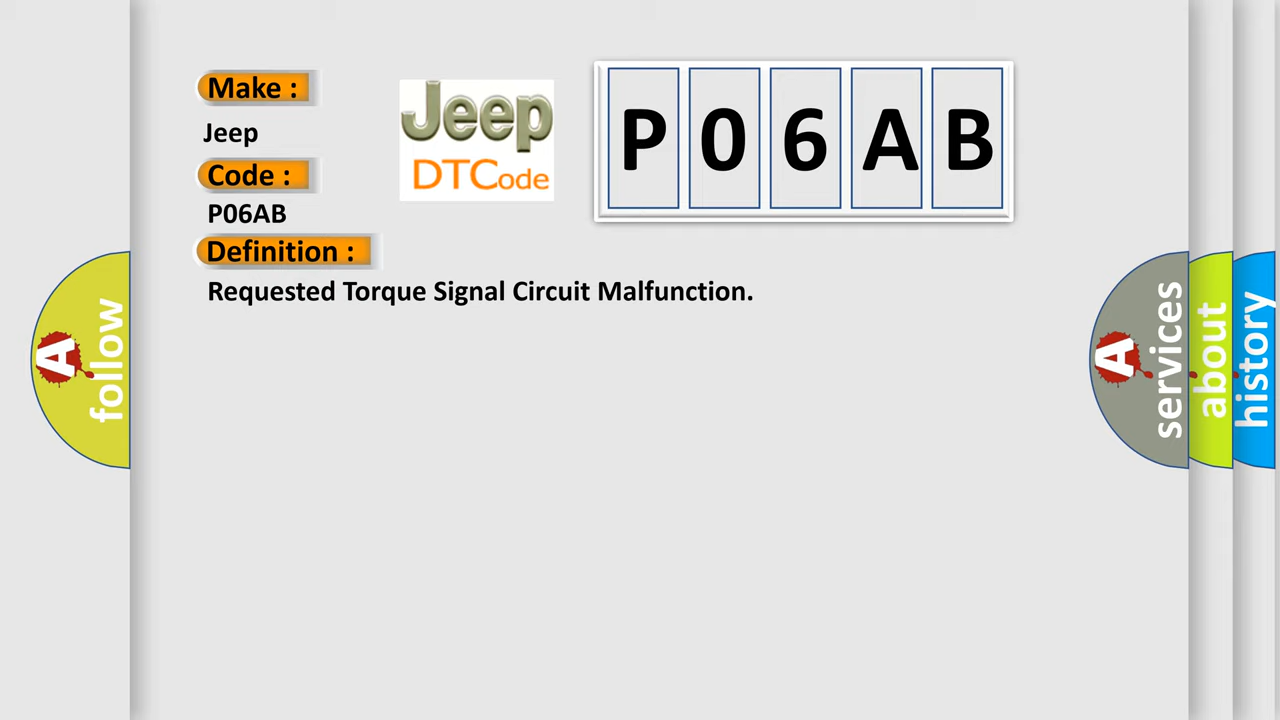 Make :
Jeep
Code :
P06AB
Definition :
Requested Torque Signal Circuit Malfunction.
Jeep
DTCode
P 0 6 A B
A follow
A services
about
history